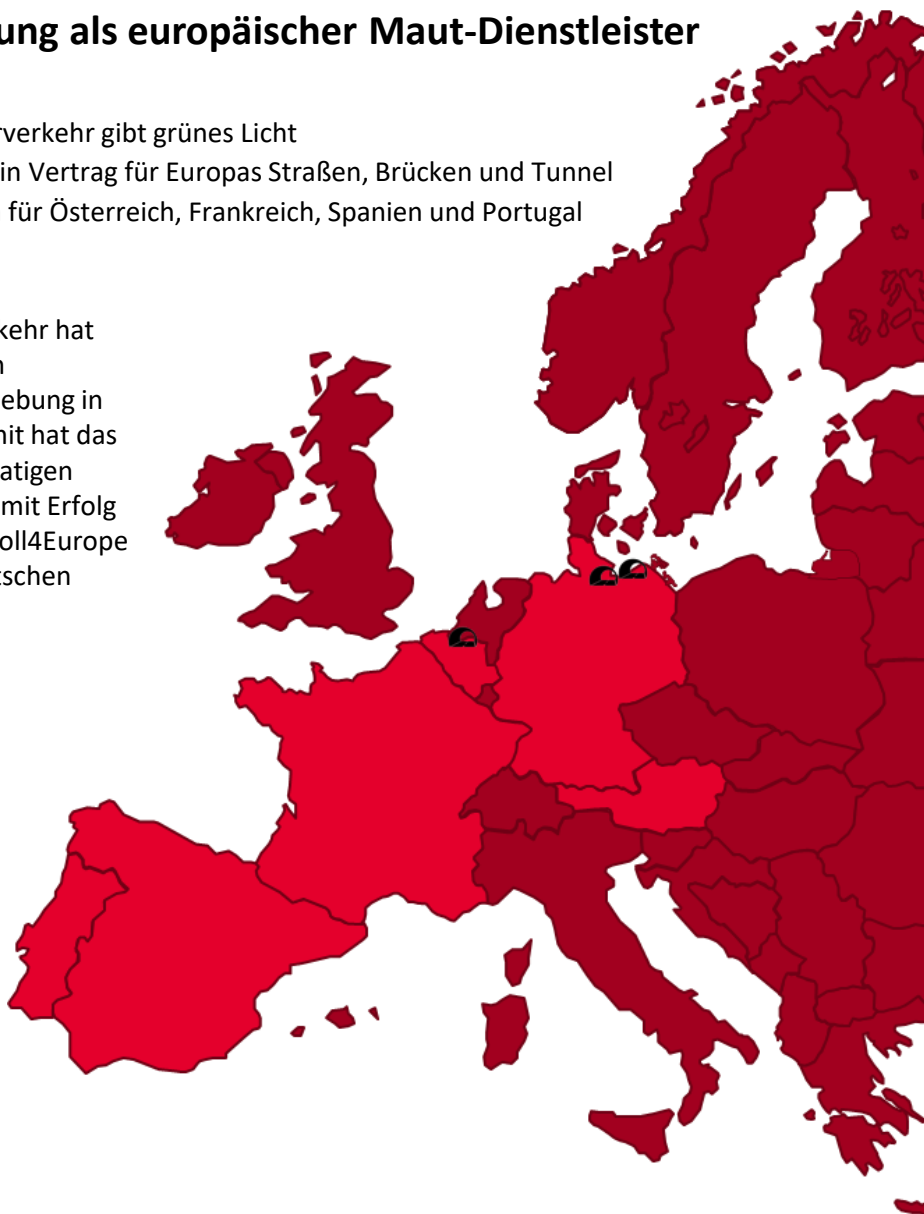 ung als europäischer Maut-Dienstleister
rverkehr gibt grünes Licht
in Vertrag für Europas Straßen, Brücken und Tunnel
für Österreich, Frankreich, Spanien und Portugal
kehr hat
n
ebung in
nit hat das
atigen
mit Erfolg
oll4Europe
tschen